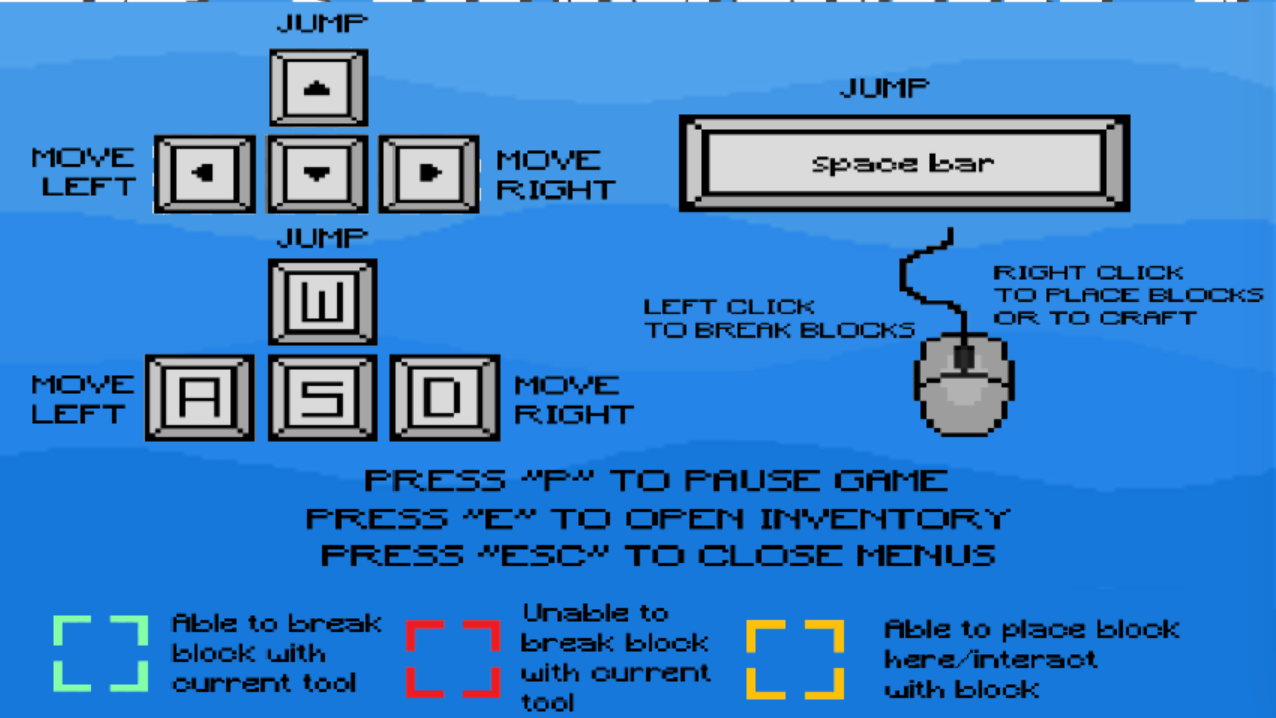 JUMP
MOVE
LEFT
MOVE
RIGHT
JUMP
space bar
JUMP
W
MOVE
LEFT
A
S
D
MOVE
RIGHT
LEFT CLICK
TO BREAK BLOCKS
RIGHT CLICK
TO PLACE BLOCKS
OR TO CRAFT
PRESS "P" TO PAUSE GAME
PRESS "E" TO OPEN INVENTORY
PRESS "ESC" TO CLOSE MENUS
Able to break
block with
current tool
Unable to
break block
with current
tool
Able to place block
here/interact
with block